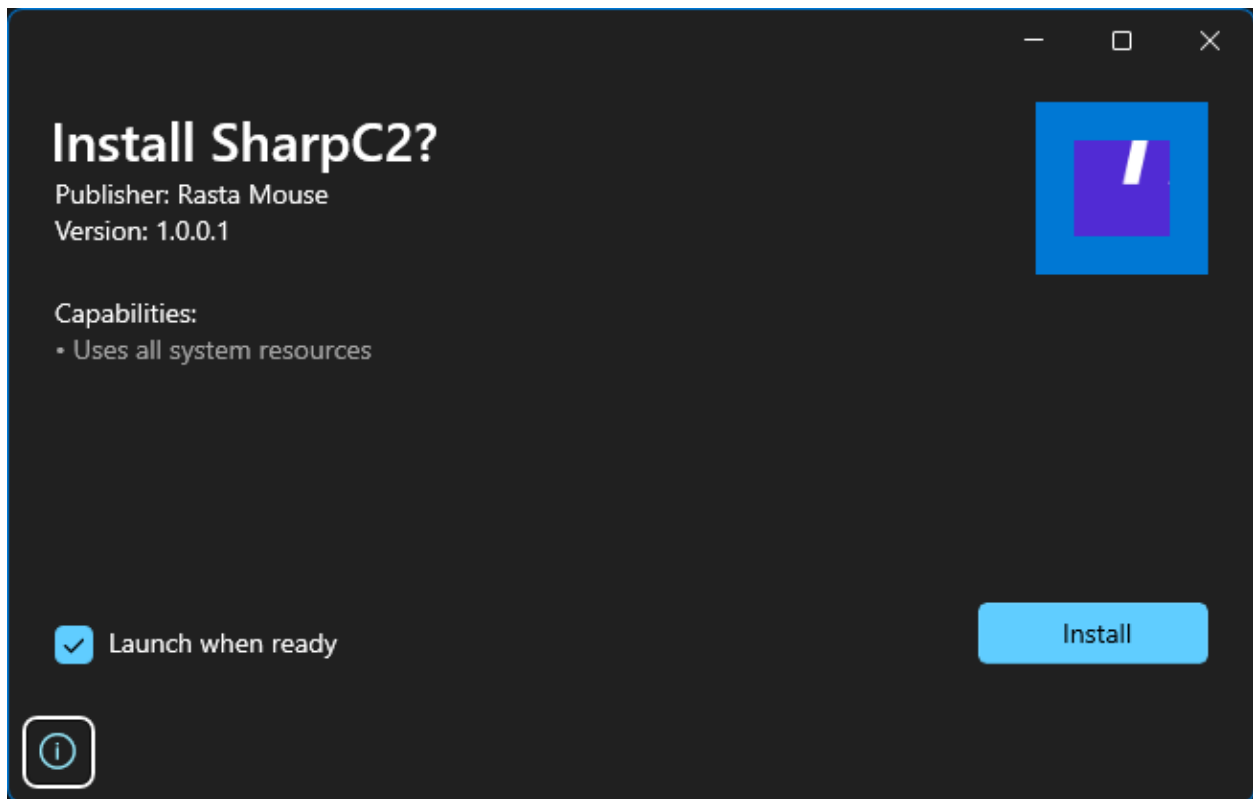 Install SharpC2?
Publisher: Rasta Mouse
Version: 1.0.0.1
Capabilities:
• Uses all system resources
Launch when ready
Install